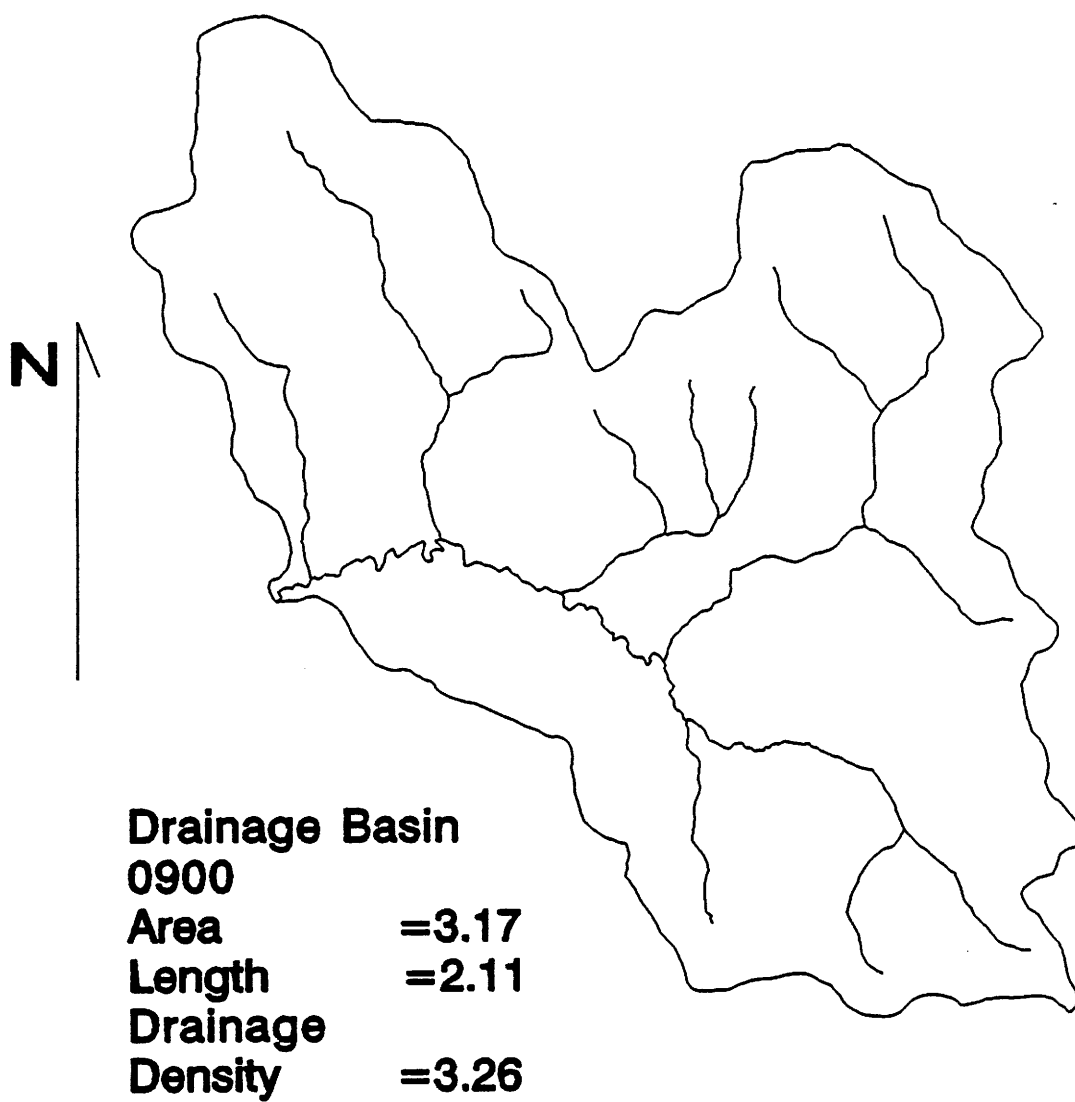 N
Drainage Basin
0900
Area =3.17
Length =2.11
Drainage
Density =3.26